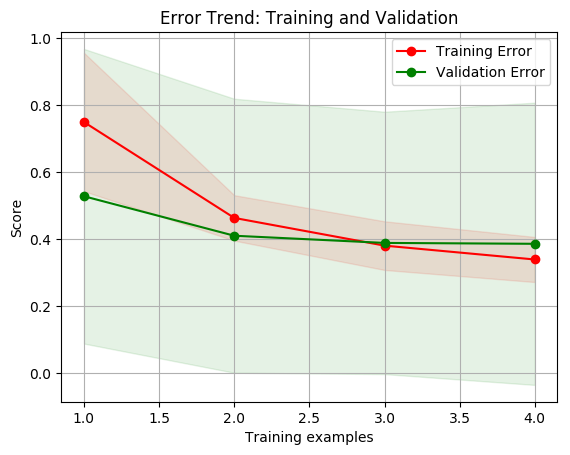 Error Trend: Training and Validation
1.0
0.8
0.6
0.4
0.2
0.0
Score
Training Error
Validation Error
1.0 1.5 2.0 2.5 3.0 3.5 4.0
Training examples